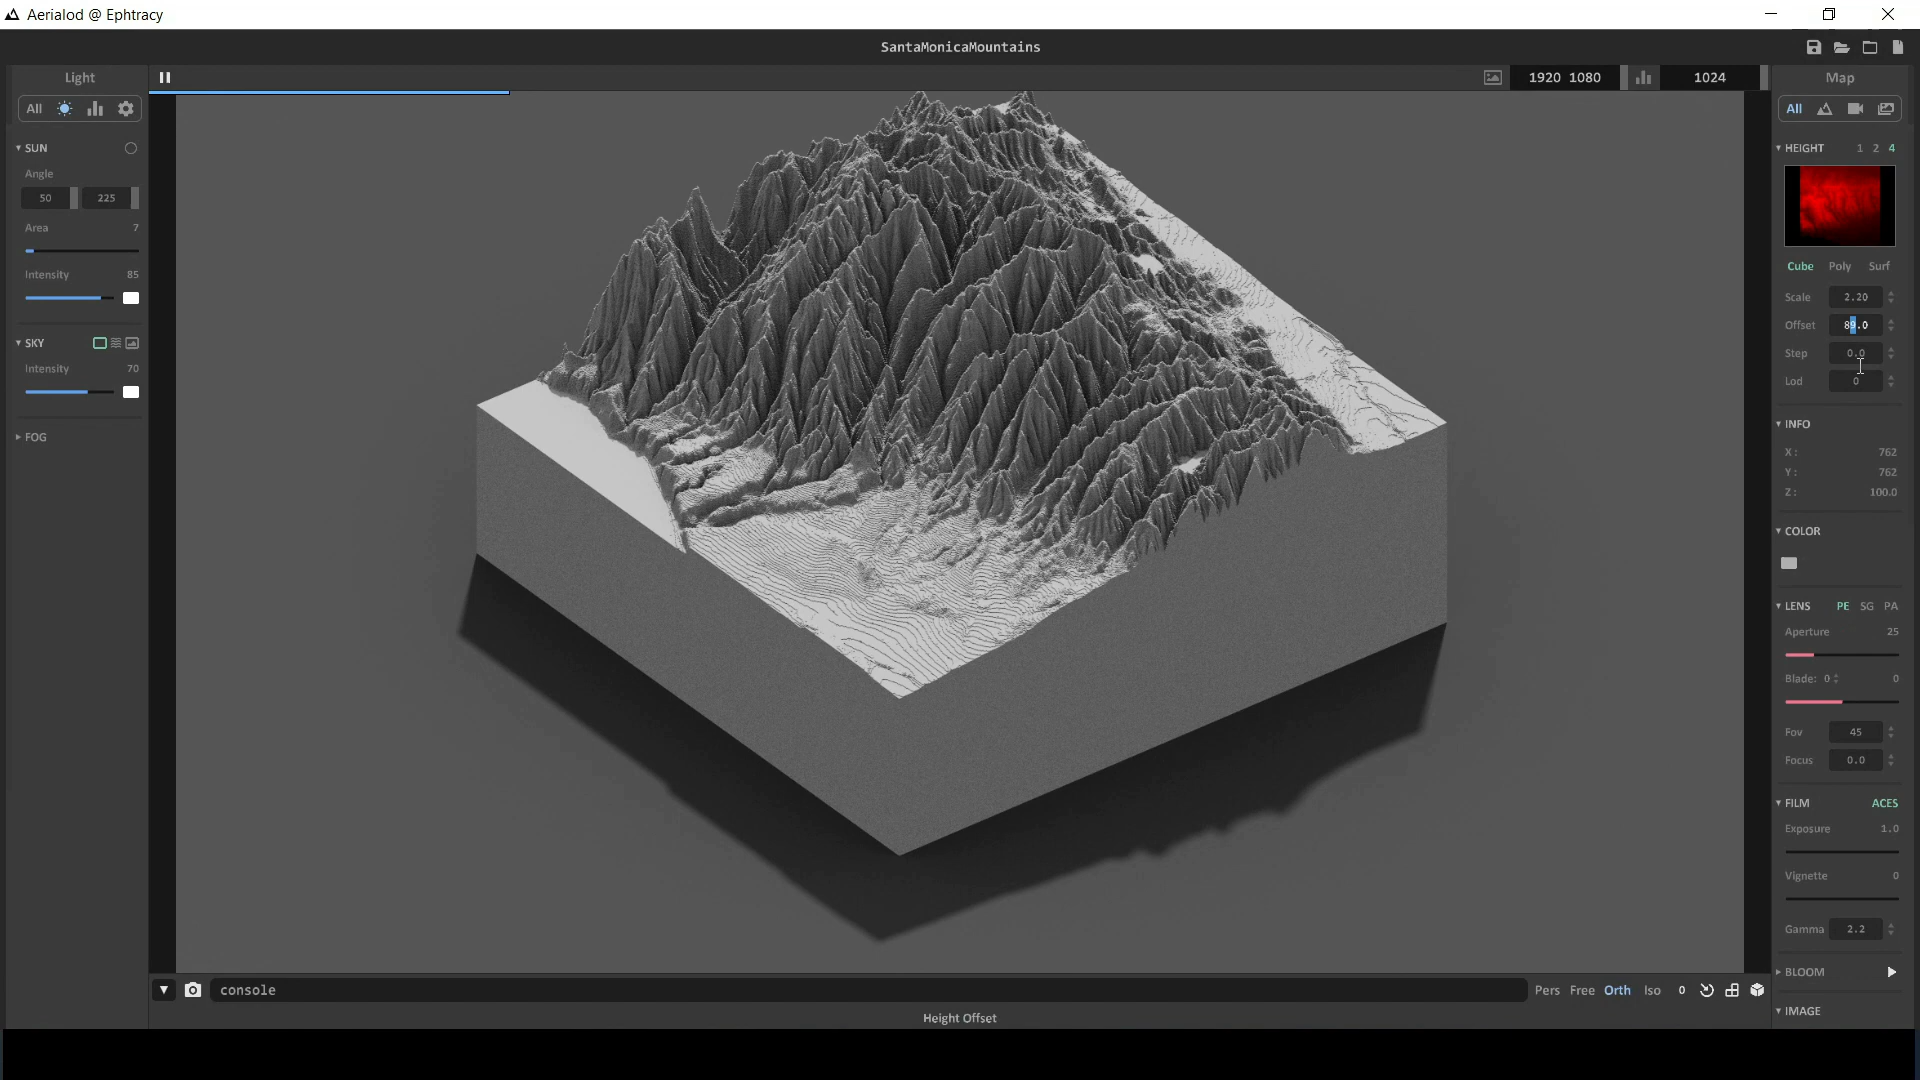 Aerialod @ Ephtracy
SantaMonicaMountains
Light
1920 1080
1024
Map
All
All
SUN
Angle
50
225
Area
7
Intensity
85
SKY
Intensity
70
FOG
HEIGHT
1 2 4
Cube Poly Surf
Scale 2.20
Offset 89.0
Step 0.0
Lod 0
INFO
X: 762
Y: 762
Z: 100.0
COLOR
LENS PE SG PA
Aperture 25
Blade: 0 0
Fov 45
Focus 0.0
FILM ACES
Exposure 1.0
Vignette 0
Gamma 2.2
BLOOM
IMAGE
console
Pers Free Orth Iso 0
Height Offset